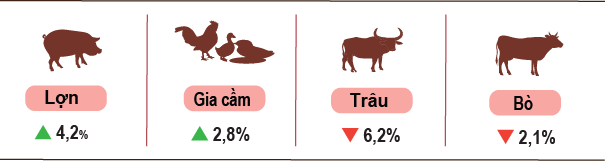 Lợn
Gia cầm
Trâu
Bò
4,2%
2,8%
6,2%
2,1%